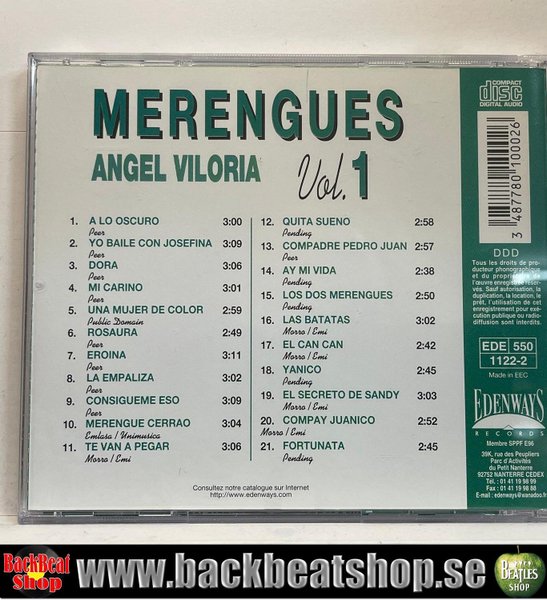 MERENGUES
ANGEL VILORIA Vol. 1
1. A LO OSCURO 3:00
Peer
2. YO BAILE CON JOSEFINA 3:09
Peer
3. DORA 3:06
Peer
4. MI CARINO 3:01
Peer
5. UNA MUJER DE COLOR 2:59
Public Domain
6. ROSAURA 2:49
Peer
7. EROINA 3:11
Peer
8. LA EMPALIZA 3:02
Peer
9. CONSIGUEME ESO 3:09
Peer
10. MERENGUE CERRAO 3:04
Emlasa / Unimusica
11. TE VAN A PEGAR 3:06
Morro / Emi
12. QUITA SUENO 2:58
Pending
13. COMPADRE PEDRO JUAN 2:57
Peer
14. AY MI VIDA 2:38
Pending
15. LOS DOS MERENGUES 2:50
Pending
16. LAS BATATAS 3:02
Morro / Emi
17. EL CAN CAN 2:42
Morro / Emi
18. YANICO 2:45
Pending
19. EL SECRETO DE SANDY 3:03
Morro / Emi
20. COMPAY JUANICO 2:52
Morro / Emi
21. FORTUNATA 2:45
Pending
Consultez notre catalogue sur Internet
http://www.edenways.com
COMPACT
disc
DIGITAL AUDIO
3 487780 100026
DDD
Tous les droits de pro-
ducteur phonographique
et du propriétaire de
l'œuvre enregistrée réser-
vés. Sauf autorisation, la
duplication, la location, le
prêt, l'utilisation de cet
enregistrement pour exé-
cution publique ou radio-
diffusion sont interdits.
EDE 550
1122-2
Made in EEC
EDENWAYS
RECORDS
Membre SPPF E96
39K, rue des Peupliers
Parc d'Activités
du Petit Nanterre
92752 NANTERRE CEDEX
Tél : 01 41 19 98 99
Fax : 01 41 19 98 88
E-mail : edenways@wanadoo.fr
BackBeat
Shop
www.backbeatshop.se
The
BEATLES
SHOP